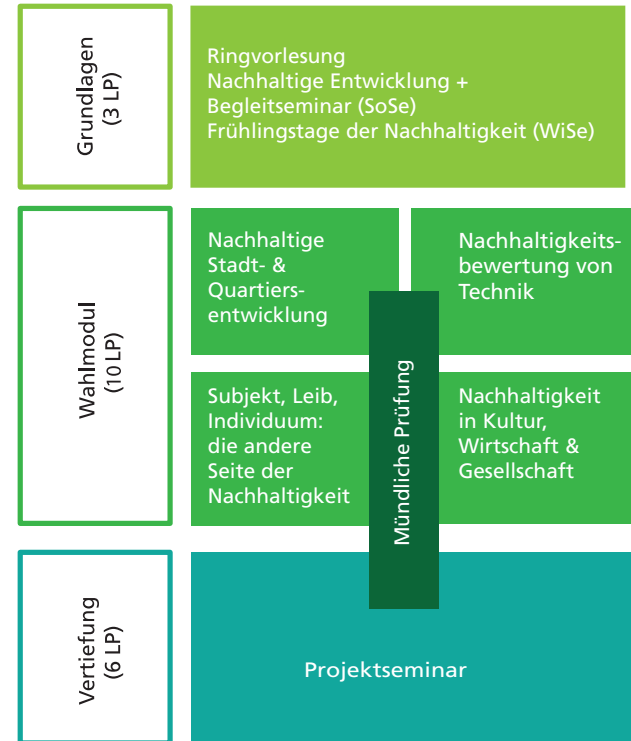 Grundlagen
(3 LP)
Ringvorlesung
Nachhaltige Entwicklung +
Begleitseminar (SoSe)
Frühlingstage der Nachhaltigkeit (WiSe)
Wahlmodul
(10 LP)
Nachhaltige
Stadt- &
Quartiers-
entwicklung
Nachhaltigkeits-
bewertung von
Technik
Subjekt, Leib,
Individuum:
die andere
Seite der
Nachhaltigkeit
Nachhaltigkeit
in Kultur,
Wirtschaft &
Gesellschaft
Mündliche Prüfung
Vertiefung
(6 LP)
Projektseminar